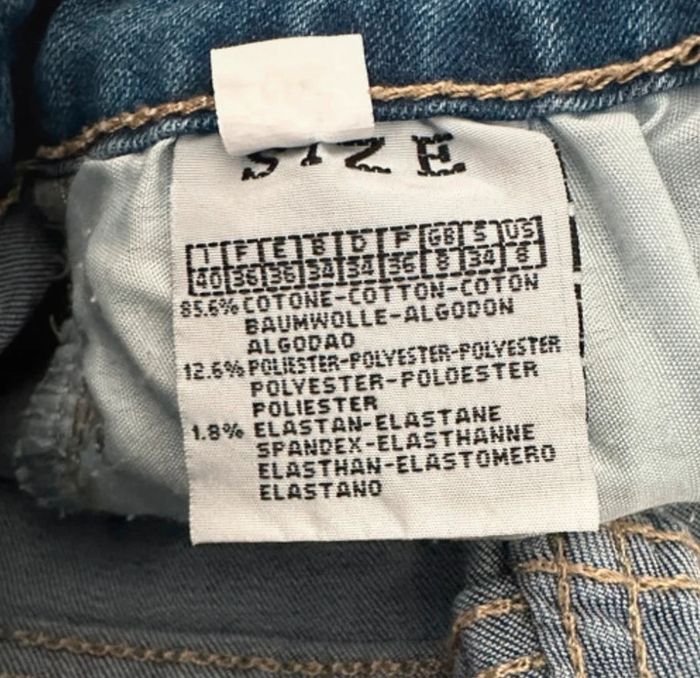 SIZE
I F E B D P GB S US
40 36 36 34 34 36 8 34 8
85.6% COTONE-COTTON-COTON
BAUMWOLLE-ALGODON
ALGODAO
12.6% POLIESTER-POLYESTER-POLYESTER
POLYESTER-POLOESTER
POLIESTER
1.8% ELASTAN-ELASTANE
SPANDEX-ELASTHANNE
ELASTHAN-ELASTOMERO
ELASTANO